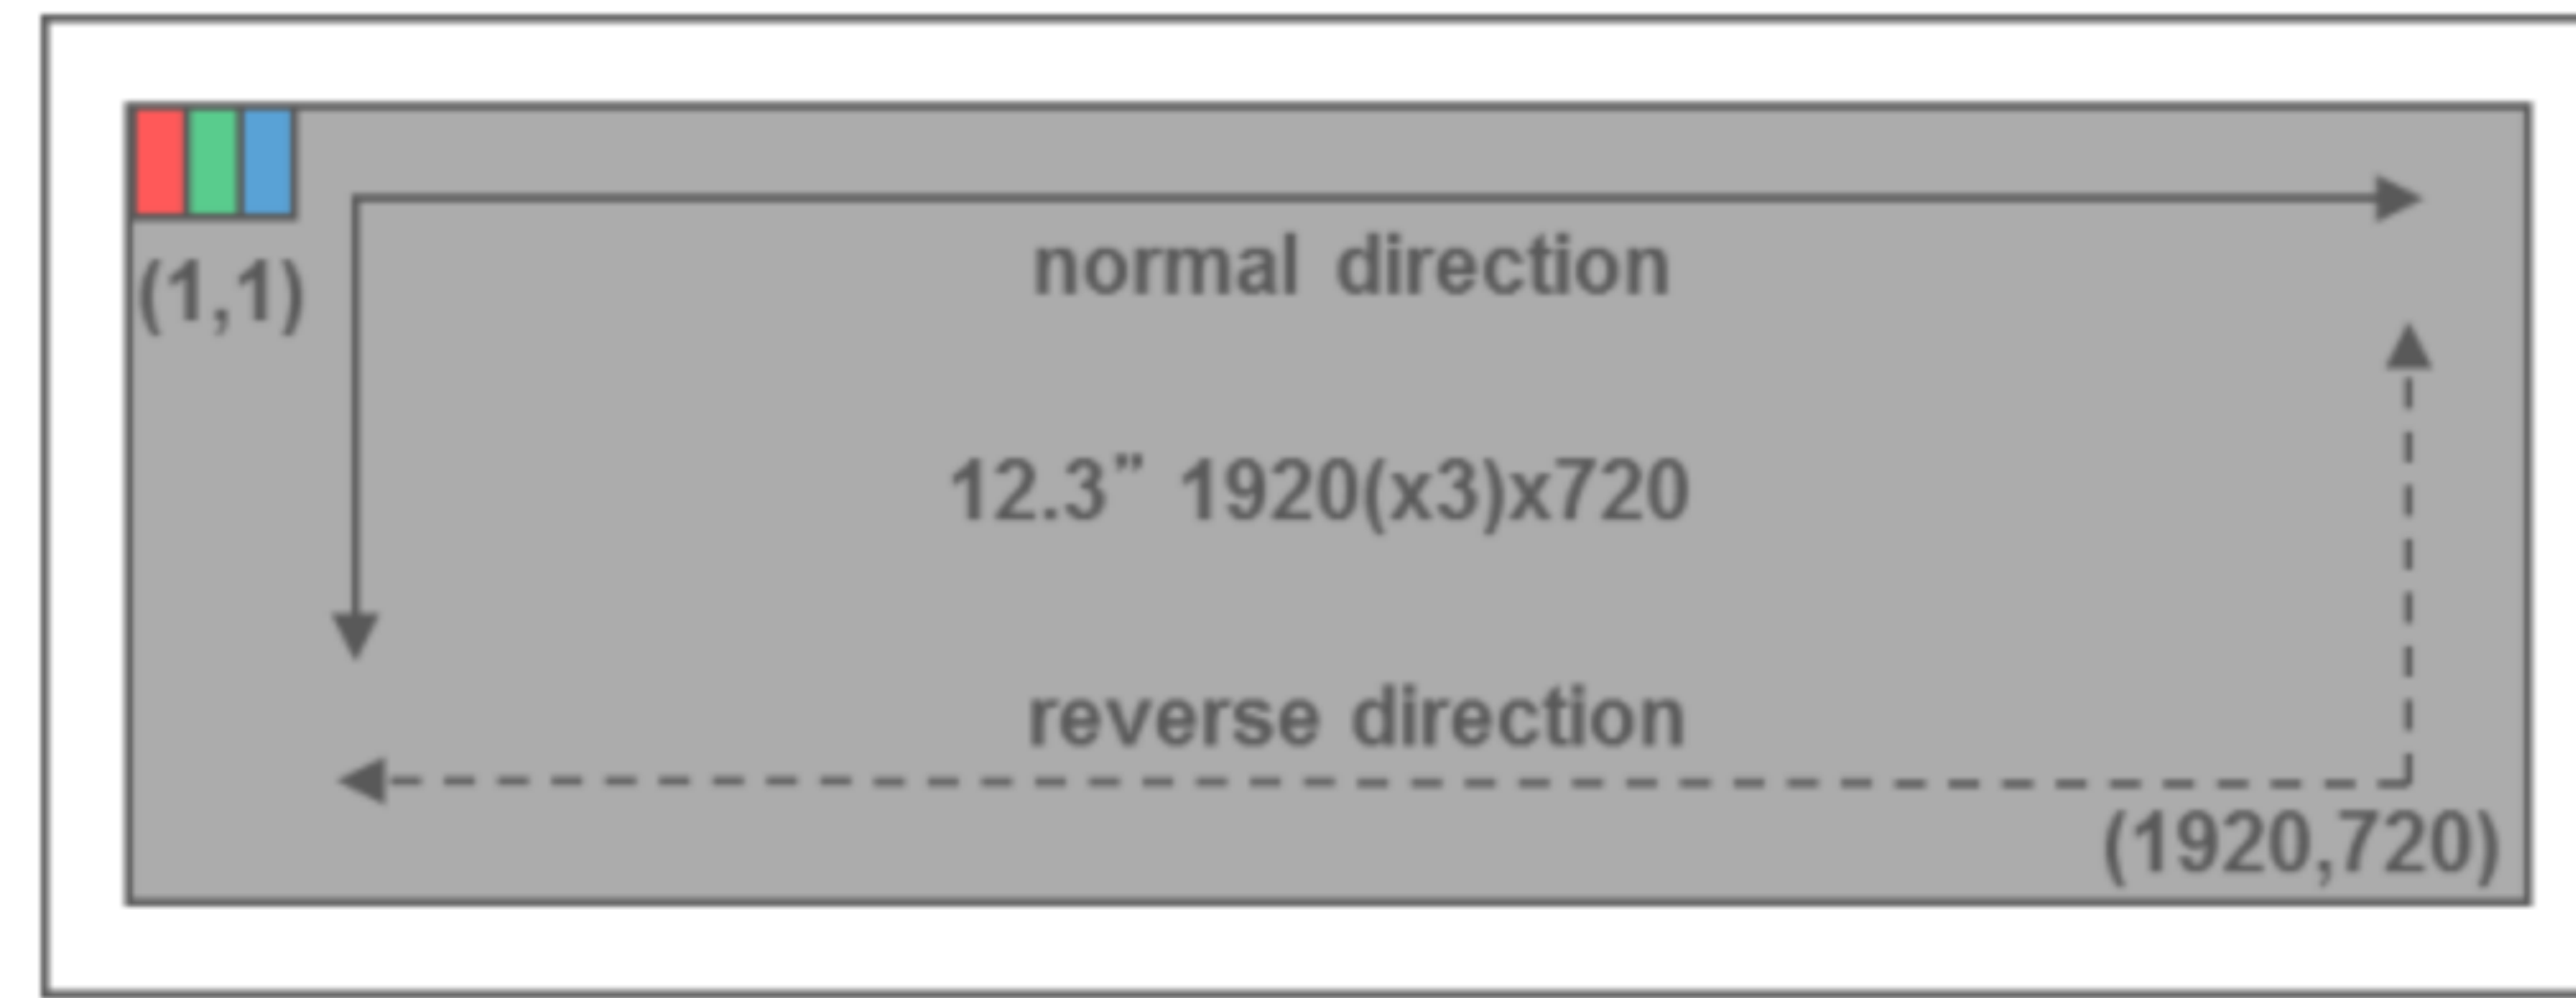 (1,1)
normal direction
12.3” 1920(x3)x720
reverse direction
(1920,720)